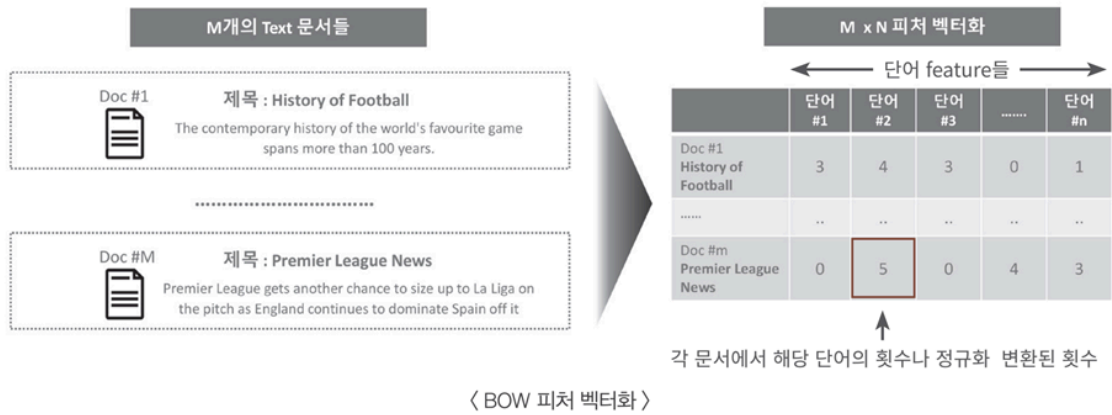 M개의 Text 문서들
Doc #1
제목 : History of Football
The contemporary history of the world's favourite game
spans more than 100 years.
................................
Doc #M
제목 : Premier League News
Premier League gets another chance to size up to La Liga on
the pitch as England continues to dominate Spain off it
M x N 피처 벡터화
단어 feature들
단어 #1 단어 #2 단어 #3 ....... 단어 #n
Doc #1
History of
Football
3 4 3 0 1
...... .. .. .. .. ..
Doc #m
Premier League
News
0 5 0 4 3
각 문서에서 해당 단어의 횟수나 정규화 변환된 횟수
〈 BOW 피처 벡터화 〉